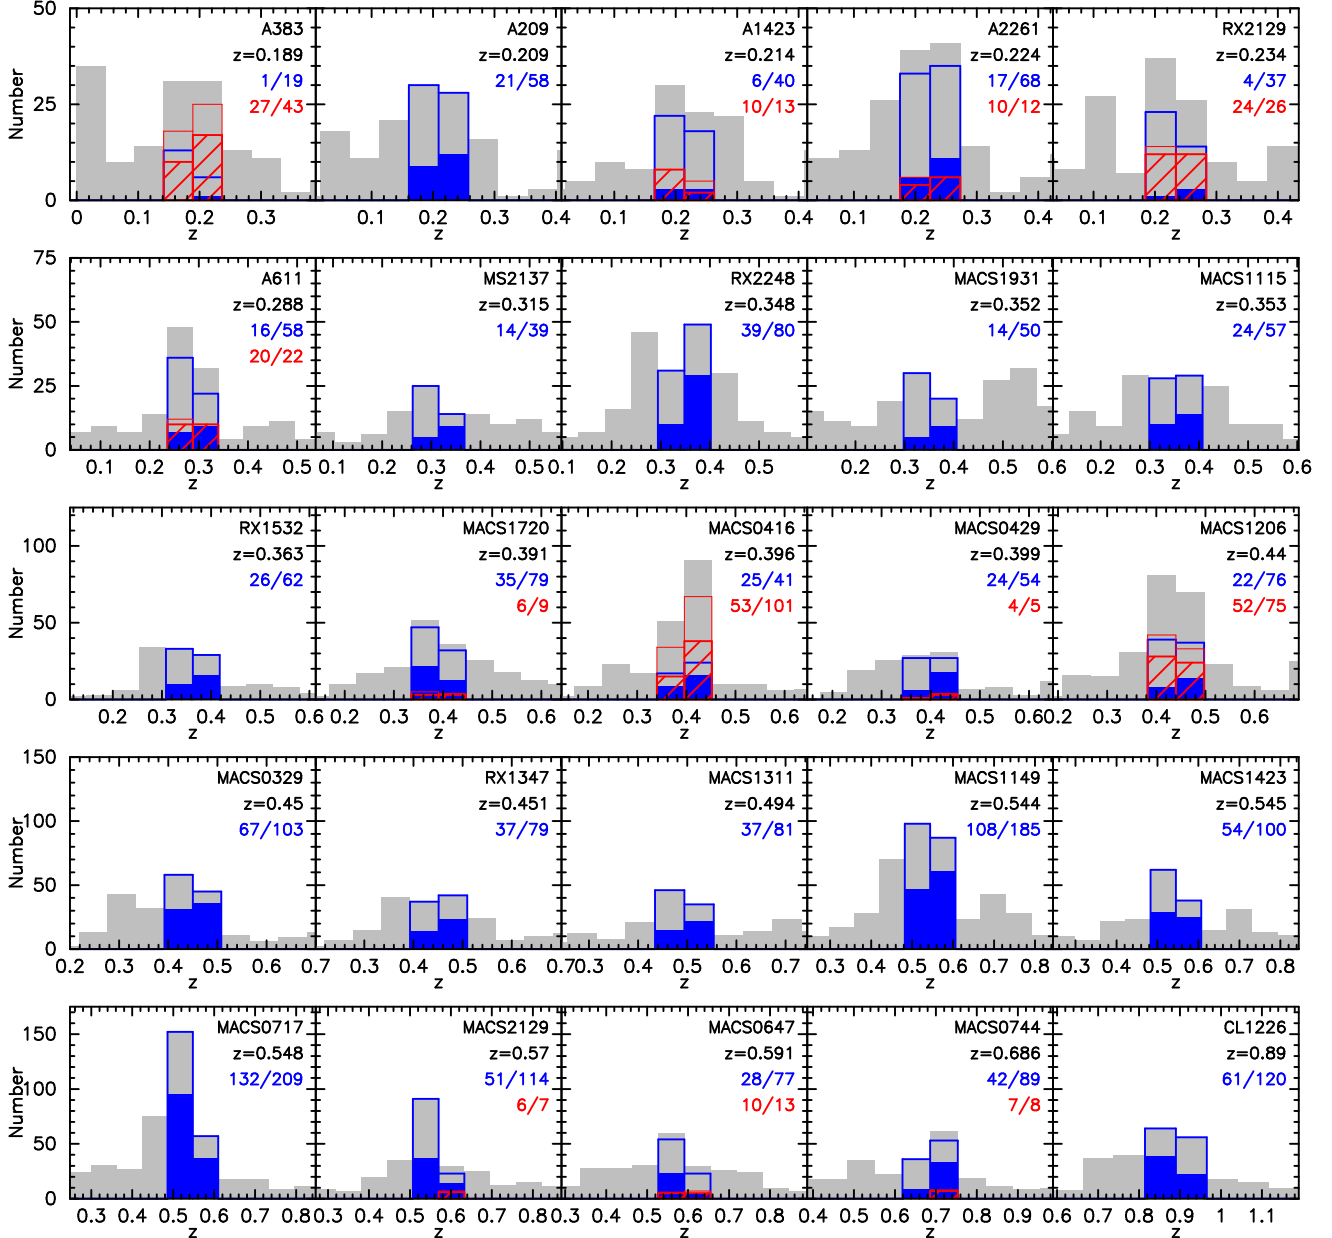 50
25
0
Number
A383
z=0.189
1/19
27/43
A209
z=0.209
21/58
A1423
z=0.214
6/40
10/13
A2261
z=0.224
17/68
10/12
RX2129
z=0.234
4/37
24/26
0 0.1 0.2 0.3
0.1 0.2 0.3 0.4
0.1 0.2 0.3 0.4
0.1 0.2 0.3 0.4
0.1 0.2 0.3 0.4
z z z z z
75
50
25
0
Number
A611
z=0.288
16/58
20/22
MS2137
z=0.315
14/39
RX2248
z=0.348
39/80
MACS1931
z=0.352
14/50
MACS1115
z=0.353
24/57
0.1 0.2 0.3 0.4 0.5
0.1 0.2 0.3 0.4 0.5
0.1 0.2 0.3 0.4 0.5
0.2 0.4 0.6
0.1 0.2 0.3 0.4 0.5 0.6
z z z z z
100
50
0
Number
RX1532
z=0.363
26/62
MACS1720
z=0.391
35/79
6/9
MACS0416
z=0.396
25/41
53/101
MACS0429
z=0.399
24/54
4/5
MACS1206
z=0.44
22/76
52/75
0.2 0.3 0.4 0.5 0.6
0.2 0.3 0.4 0.5 0.6
0.2 0.3 0.4 0.5 0.6
0.2 0.3 0.4 0.5 0.6
0.2 0.3 0.4 0.5 0.6
z z z z z
150
100
50
0
Number
MACS0329
z=0.45
67/103
RX1347
z=0.451
37/79
MACS1311
z=0.494
37/81
MACS1149
z=0.544
108/185
MACS1423
z=0.545
54/100
0.2 0.3 0.4 0.5 0.6 0.7
0.3 0.4 0.5 0.6 0.7
0.3 0.4 0.5 0.6 0.7
0.3 0.4 0.5 0.6 0.7 0.8
0.3 0.4 0.5 0.6 0.7 0.8
z z z z z
150
100
50
0
Number
MACS0717
z=0.548
132/209
MACS2129
z=0.57
51/114
6/7
MACS0647
z=0.591
28/77
10/13
MACS0744
z=0.686
42/89
7/8
CL1226
z=0.89
61/120
0.3 0.4 0.5 0.6 0.7 0.8
0.3 0.4 0.5 0.6 0.7 0.8
0.3 0.4 0.5 0.6 0.7 0.8
0.4 0.5 0.6 0.7 0.8 0.9
0.6 0.7 0.8 0.9 1 1.1
z z z z z